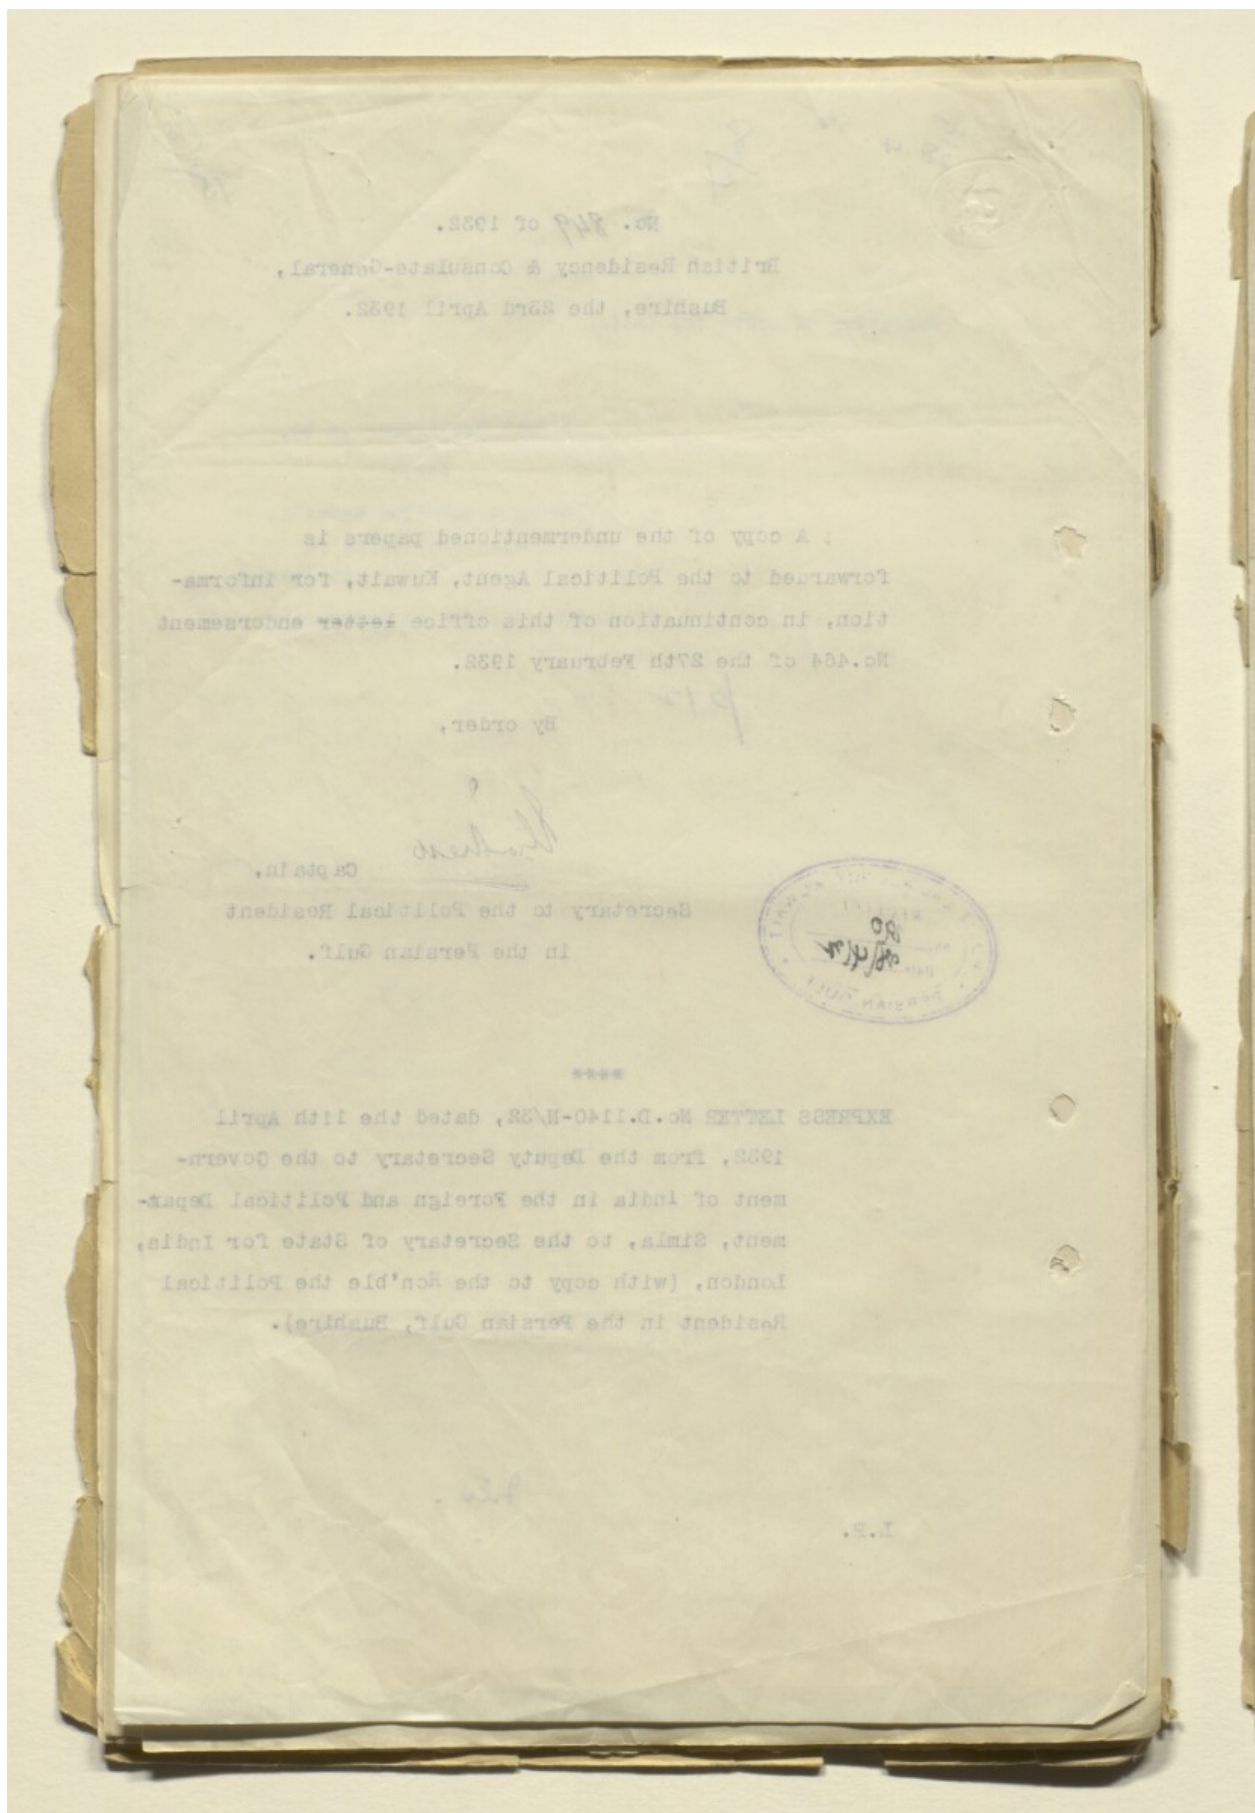 No. 849 of 1932.
British Residency & Consulate-General,
Bushire, the 23rd April 1932.
A copy of the undermentioned papers is
forwarded to the Political Agent, Kuwait, for informa-
tion, in continuation of this office letter endorsement
No.464 of the 27th February 1932.
By order,
Captain,
Secretary to the Political Resident
in the Persian Gulf.
KUWAIT
PERSIAN GULF
****
EXPRESS LETTER No.D.1140-N/32, dated the 11th April
1932, from the Deputy Secretary to the Govern-
ment of India in the Foreign and Political Depar-
ment, Simla, to the Secretary of State for India,
London, (with copy to the Hon'ble the Political
Resident in the Persian Gulf, Bushire).